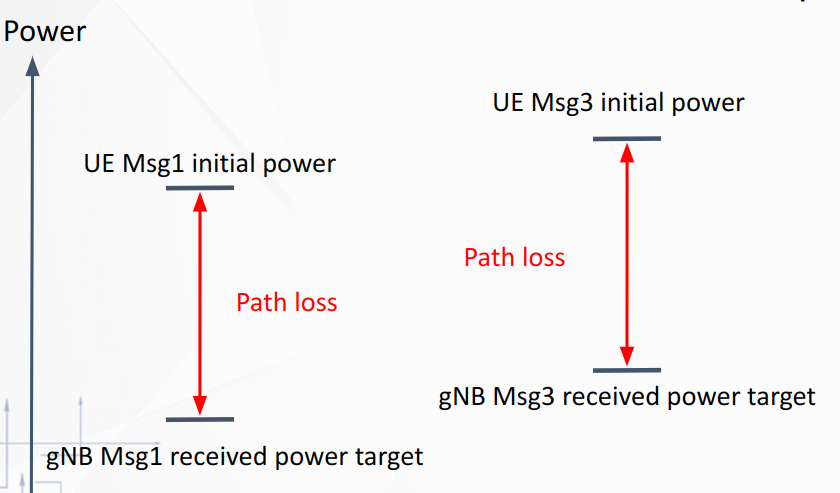 Power
UE Msg3 initial power
UE Msg1 initial power
Path loss
Path loss
gNB Msg3 received power target
gNB Msg1 received power target